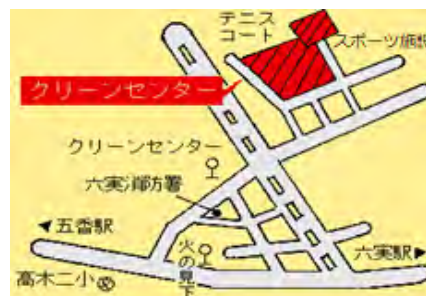 テニス
コート
スポーツ施設
クリーンセンター
クリーンセンター
六実消防署
◀五香駅
火の見下
六実駅▶
高木二小